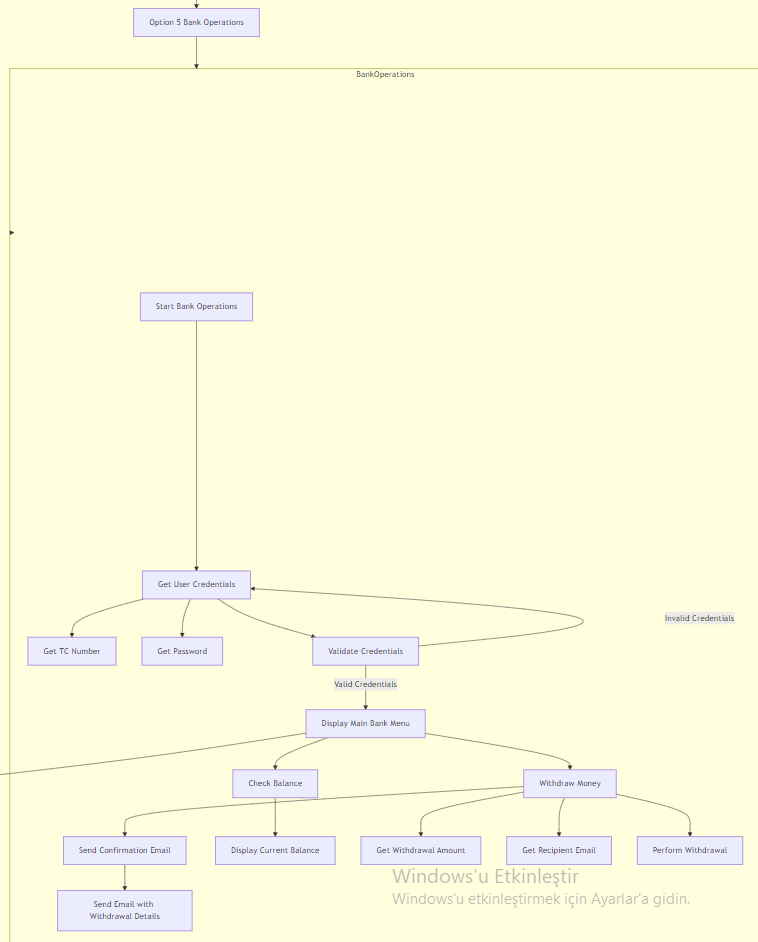 Option 5 Bank Operations
BankOperations
Start Bank Operations
Get User Credentials
Invalid Credentials
Get TC Number
Get Password
Validate Credentials
Valid Credentials
Display Main Bank Menu
Check Balance
Withdraw Money
Send Confirmation Email
Display Current Balance
Get Withdrawal Amount
Get Recipient Email
Perform Withdrawal
Windows'u Etkinleştir
Windows'u etkinleştirmek için Ayarlar'a gidin.
Send Email with
Withdrawal Details